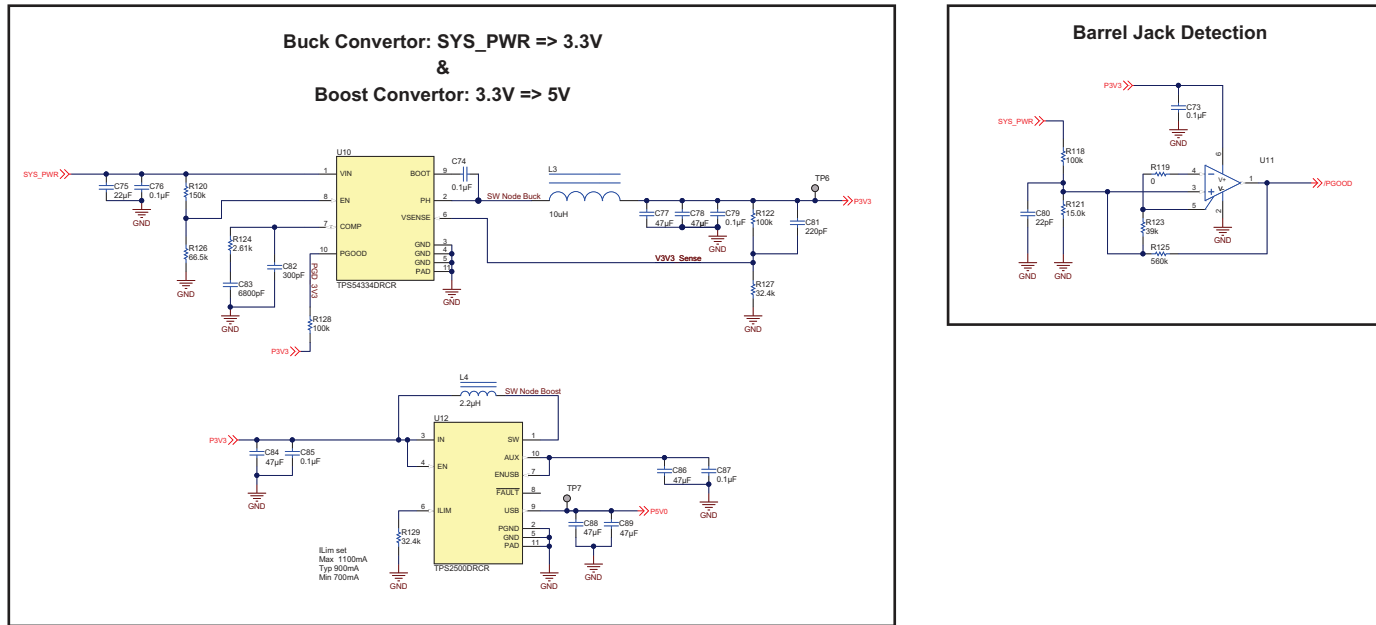 Buck Convertor: SYS_PWR => 3.3V
&
Boost Convertor: 3.3V => 5V
SYS_PWR
C75
22µF
C76
0.1µF
GND
R120
150k
R126
66.5k
GND
R124
2.61k
C83
6800pF
C82
300pF
GND
PGD_3V3
R128
100k
P3V3
U10
1
VIN
8
EN
7
COMP
10
PGOOD
BOOT
9
PH
2
VSENSE
6
GND
3
GND
4
GND
5
PAD
11
TPS54334DRCR
GND
C74
0.1µF
SW Node Buck
L3
10uH
C77
47µF
C78
47µF
C79
0.1µF
GND
R122
100k
C81
220pF
TP6
P3V3
V3V3_Sense
R127
32.4k
GND
L4
2.2µH
SW Node Boost
P3V3
C84
47µF
C85
0.1µF
GND
U12
3
IN
4
EN
6
ILIM
SW
1
AUX
10
ENUSB
7
FAULT
8
USB
9
PGND
2
GND
5
PAD
11
TPS2500DRCR
R129
32.4k
GND
ILim set
Max 1100mA
Typ 900mA
Min 700mA
C86
47µF
C87
0.1µF
GND
TP7
P5V0
C88
47µF
C89
47µF
GND
GND
Barrel Jack Detection
P3V3
C73
0.1µF
GND
SYS_PWR
R118
100k
R121
15.0k
C80
22pF
GND
GND
R119
0
R123
39k
R125
560k
U11
6
4
3
5
2
1
V+
V-
GND
/PGOOD